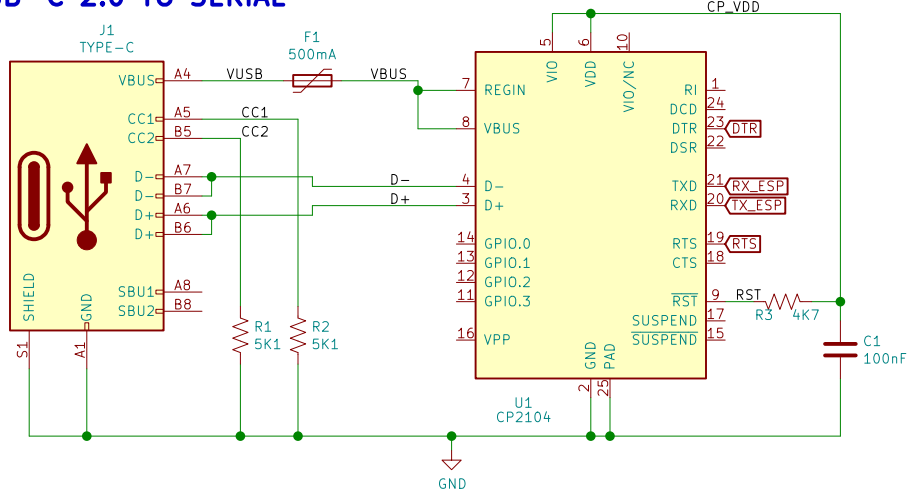 USB-C 2.0 TO SERIAL
CP_VDD
J1
TYPE-C
F1
500mA
5
6
10
VBUS
A4
VUSB
VBUS
VIO
VDD
VIO/NC
7
REGIN
RI
1
CC1
A5
CC1
DCD
24
CC2
B5
CC2
8
VBUS
DTR
23
DTR
DSR
22
D-
A7
D-
B7
D-
4
D-
TXD
21
RX_ESP
D+
A6
D+
3
D+
RXD
20
TX_ESP
D+
B6
14
GPIO.0
RTS
19
RTS
13
GPIO.1
CTS
18
12
GPIO.2
SHIELD
GND
SBU1
A8
11
GPIO.3
RST
9
RST
SBU2
B8
R3
4K7
SUSPEND
17
R1
5K1
R2
5K1
16
VPP
SUSPEND
15
C1
100nF
S1
A1
GND
PAD
2
25
U1
CP2104
GND